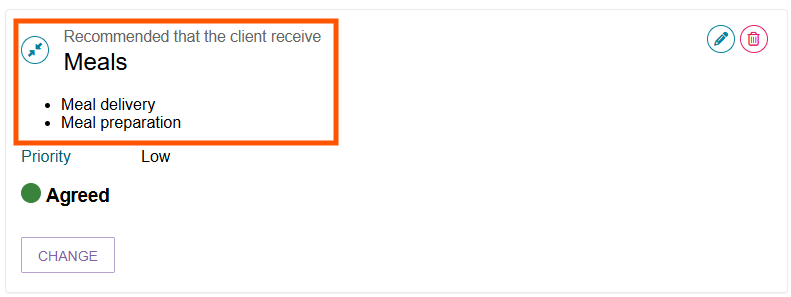 Recommended that the client receive
Meals
Meal delivery
Meal preparation
Priority Low
Agreed
CHANGE